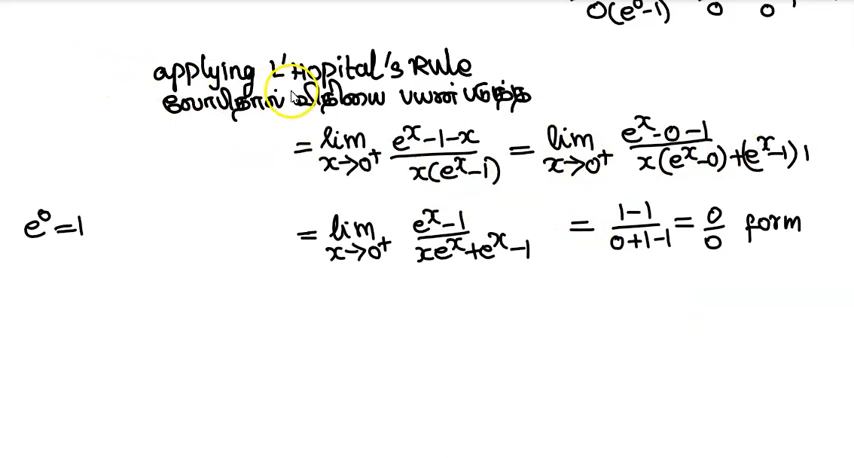 0(e⁰-1) 0 0
applying L'Hopital's Rule
லோபிதால் விதியை பயன்படுத்த
= lim x→0⁺ (eˣ-1-x)/(x(eˣ-1)) = lim x→0⁺ (eˣ-0-1)/(x(eˣ-0)+(eˣ-1)1)
e⁰=1 = lim x→0⁺ (eˣ-1)/(xeˣ+eˣ-1) = (1-1)/(0+1-1) = 0/0 form